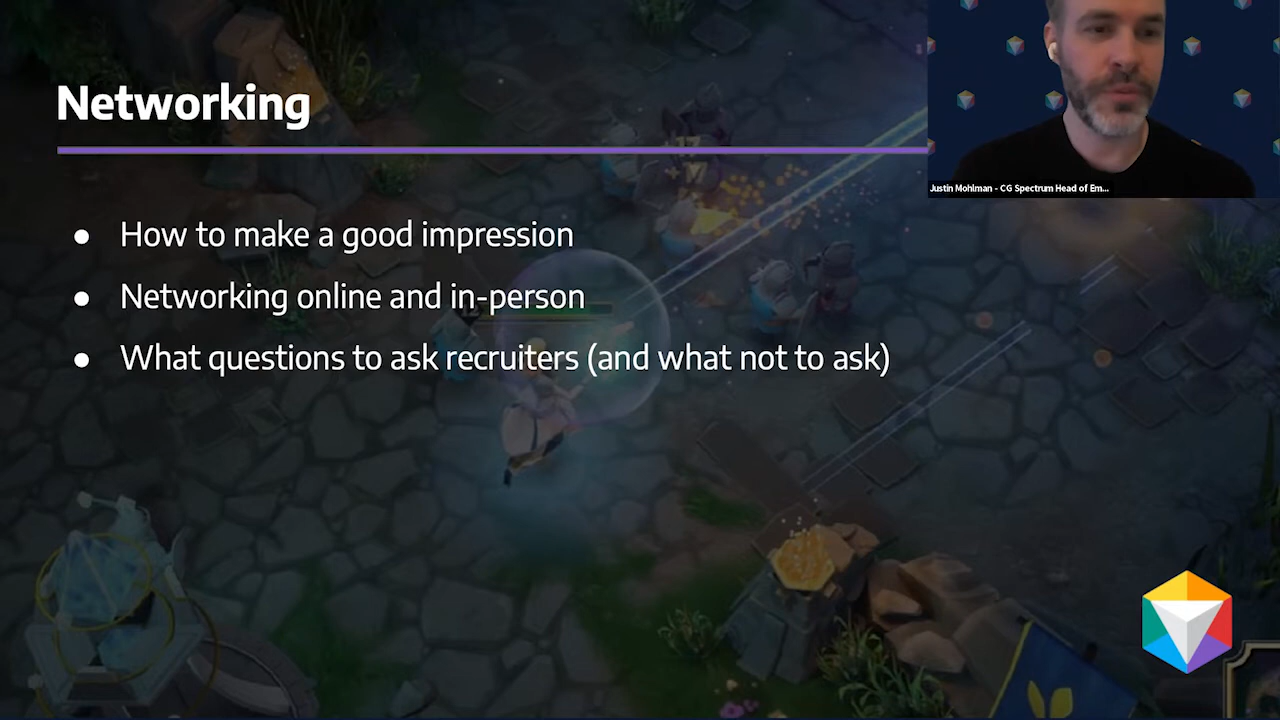 Networking
Justin Mohlman - CG Spectrum Head of Em...
● How to make a good impression
● Networking online and in-person
● What questions to ask recruiters (and what not to ask)